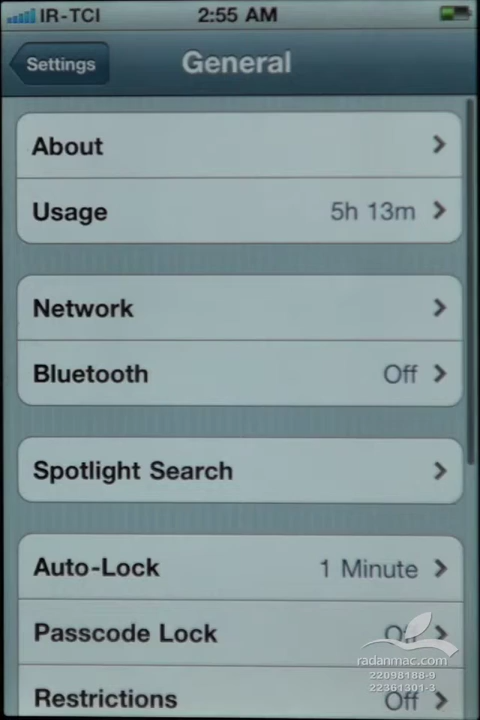 IR-TCI 2:55 AM
Settings General
About
Usage 5h 13m
Network
Bluetooth Off
Spotlight Search
Auto-Lock 1 Minute
Passcode Lock Off
radanmac.com
22098188-9
22361301-3
Restrictions Off